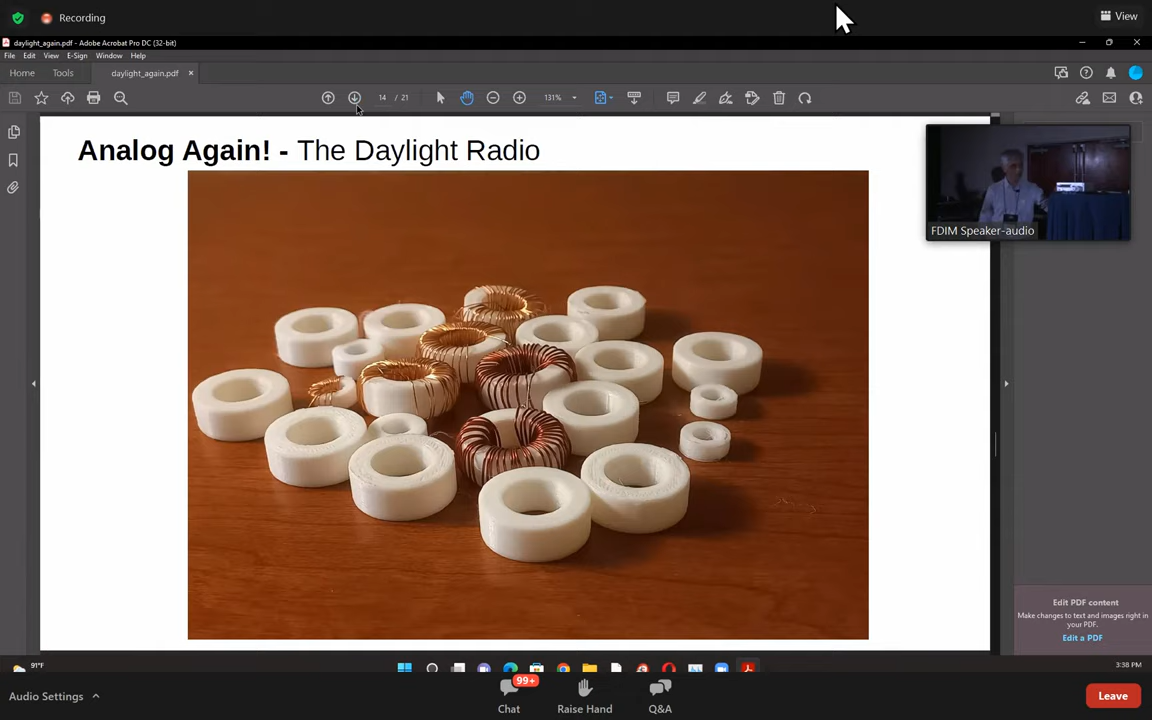 Recording
View
daylight_again.pdf - Adobe Acrobat Pro DC (32-bit)
File Edit View E-Sign Window Help
Home Tools daylight_again.pdf ×
14 / 21 131%
Analog Again! - The Daylight Radio
FDIM Speaker-audio
Edit PDF content
Make changes to text and images right in
your PDF.
Edit a PDF
91°F
3:38 PM
Audio Settings
99+
Chat
Raise Hand
Q&A
Leave